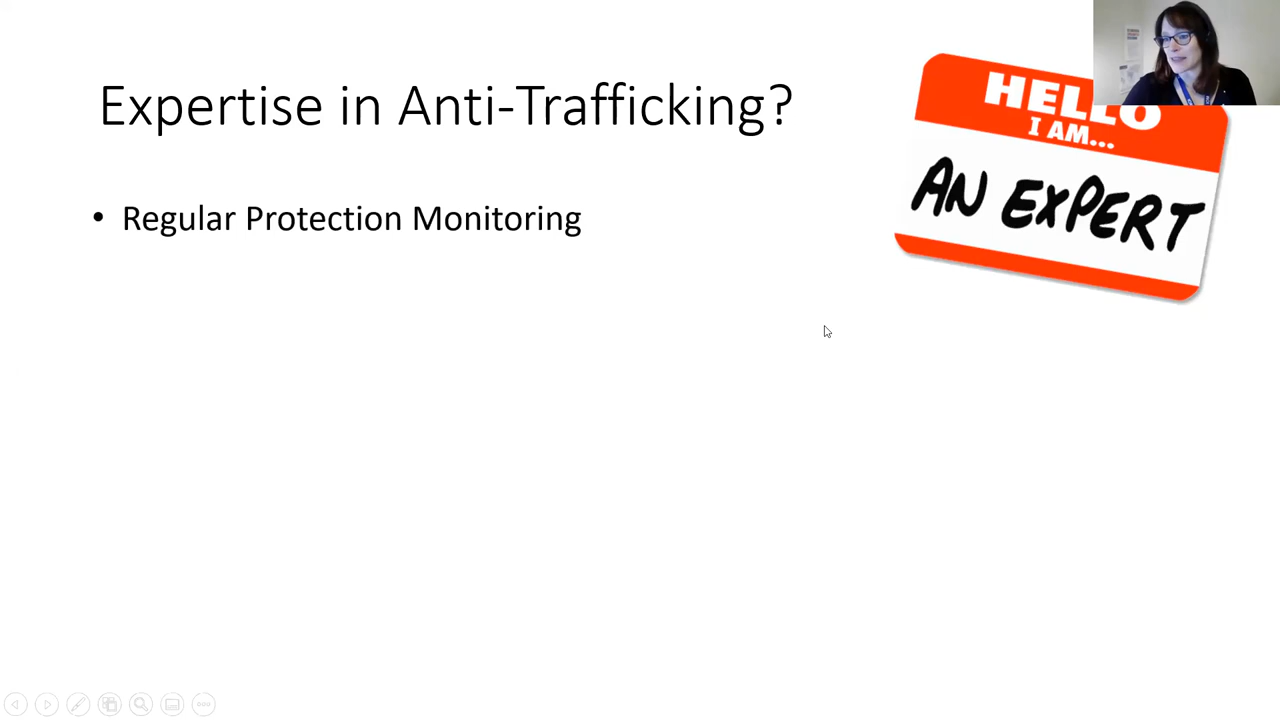 Expertise in Anti-Trafficking?
HELLO
I AM...
AN EXPERT
• Regular Protection Monitoring